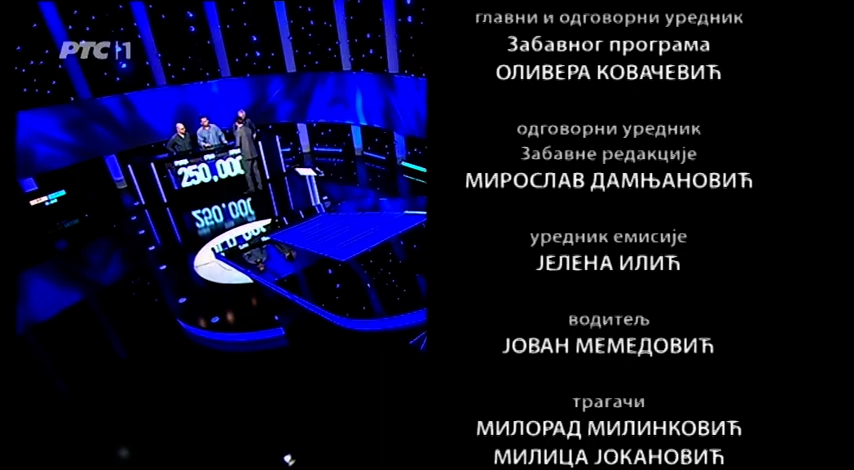 РТС 1
250,000
главни и одговорни уредник
Забавног програма
ОЛИВЕРА КОВАЧЕВИЋ
одговорни уредник
Забавне редакције
МИРОСЛАВ ДАМЊАНОВИЋ
уредник емисије
ЈЕЛЕНА ИЛИЋ
водитељ
ЈОВАН МЕМЕДОВИЋ
трагачи
МИЛОРАД МИЛИНКОВИЋ
МИЛИЦА ЈОКАНОВИЋ